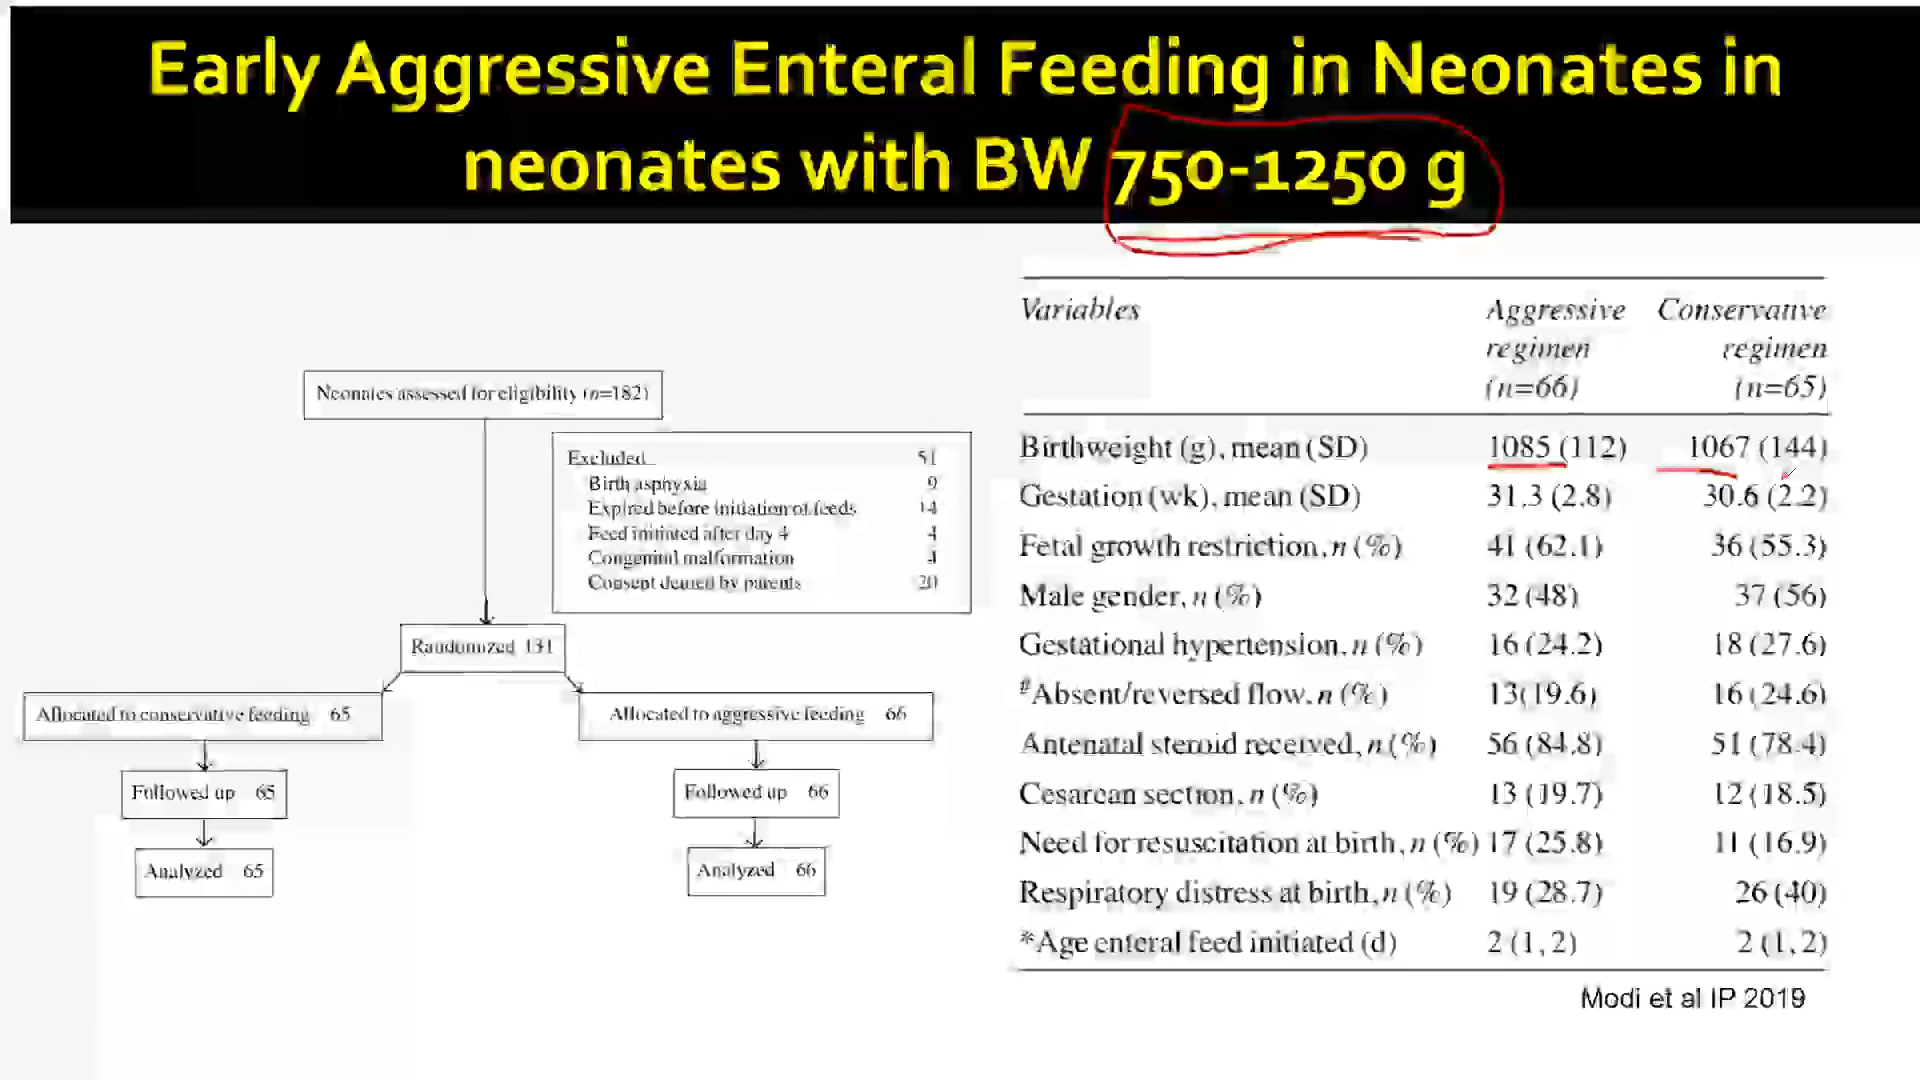 Early Aggressive Enteral Feeding in Neonates in
neonates with BW 750-1250 g
Neonates assessed for eligibility (n=182)
Excluded 51
Birth asphyxia 9
Expired before initiation of feeds 14
Feed initiated after day 4 4
Congenital malformation 4
Consent denied by parents 20
Randomized 131
Allocated to conservative feeding 65
Allocated to aggressive feeding 66
Followed up 65
Followed up 66
Analyzed 65
Analyzed 66
Variables Aggressive Conservative
regimen regimen
(n=66) (n=65)
Birthweight (g), mean (SD) 1085 (112) 1067 (144)
Gestation (wk), mean (SD) 31.3 (2.8) 30.6 (2.2)
Fetal growth restriction, n (%) 41 (62.1) 36 (55.3)
Male gender, n (%) 32 (48) 37 (56)
Gestational hypertension, n (%) 16 (24.2) 18 (27.6)
#Absent/reversed flow, n (%) 13(19.6) 16 (24.6)
Antenatal steroid received, n (%) 56 (84.8) 51 (78.4)
Cesarean section, n (%) 13 (19.7) 12 (18.5)
Need for resuscitation at birth, n (%) 17 (25.8) 11 (16.9)
Respiratory distress at birth, n (%) 19 (28.7) 26 (40)
*Age enteral feed initiated (d) 2 (1, 2) 2 (1, 2)
Modi et al IP 2019